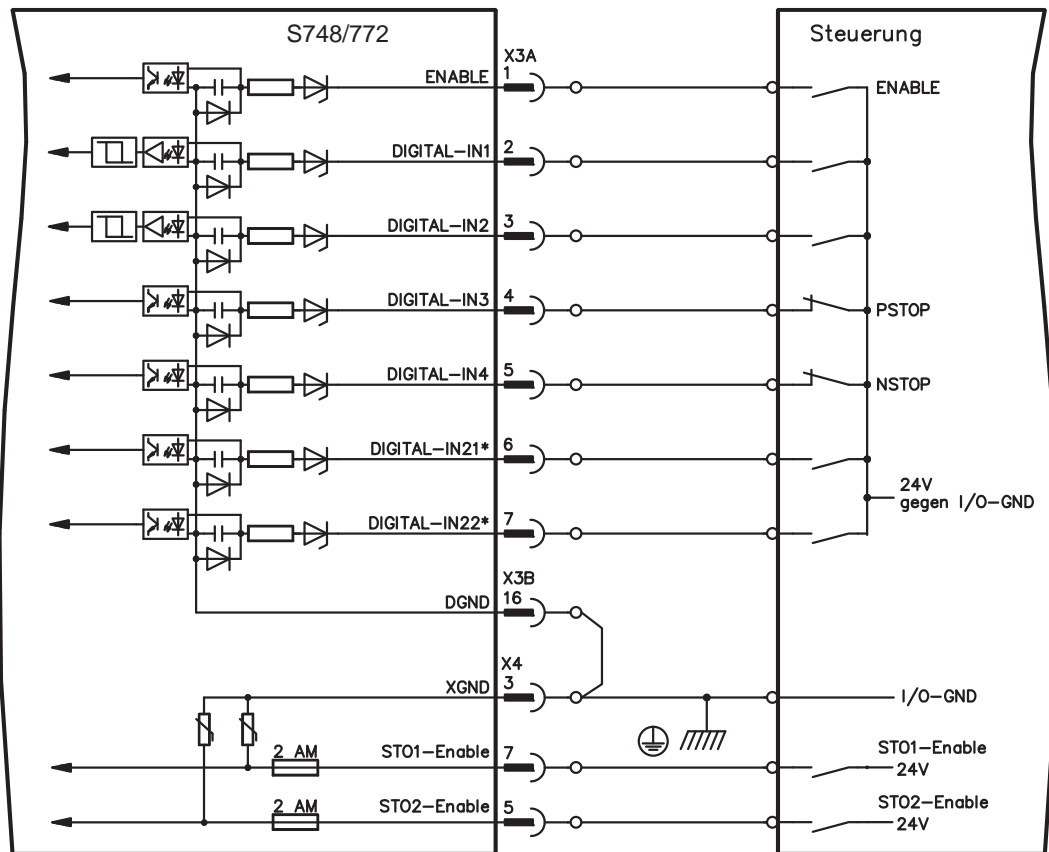 S748/772
Steuerung
X3A
ENABLE
1
ENABLE
DIGITAL-IN1
2
DIGITAL-IN2
3
DIGITAL-IN3
4
PSTOP
DIGITAL-IN4
5
NSTOP
DIGITAL-IN21*
6
24V
gegen I/O-GND
DIGITAL-IN22*
7
X3B
DGND
16
X4
XGND
3
I/O-GND
2 AM
STO1-Enable
7
STO1-Enable
24V
2 AM
STO2-Enable
5
STO2-Enable
24V